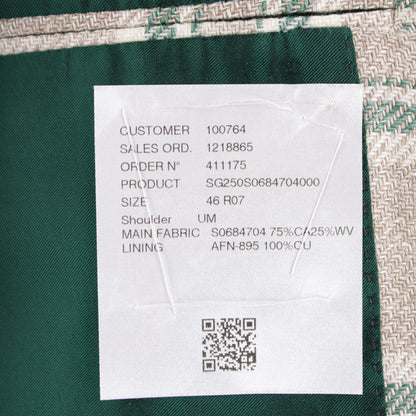 CUSTOMER 100764
SALES ORD. 1218865
ORDER N° 411175
PRODUCT SG250S0684704000
SIZE 46 R07
Shoulder UM
MAIN FABRIC S0684704 75%CA25%WV
LINING AFN-895 100%CU